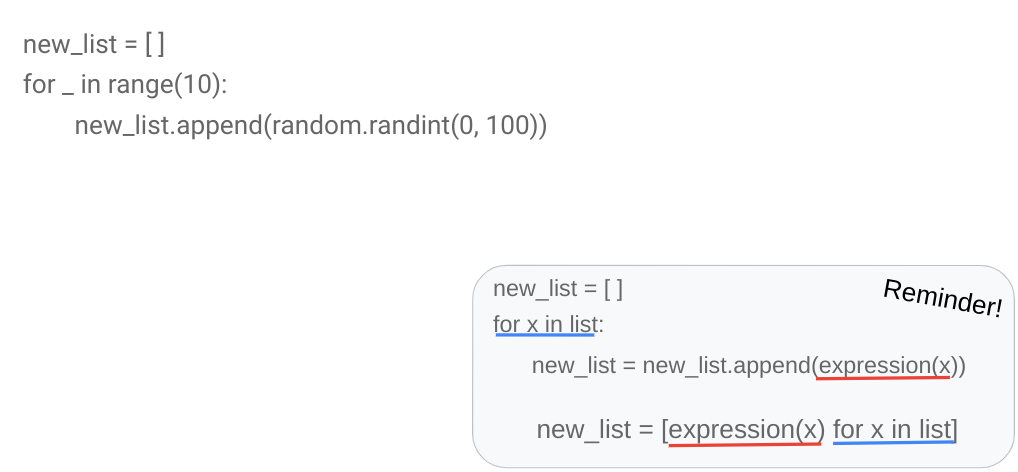 new_list = [ ]
for _ in range(10):
new_list.append(random.randint(0, 100))
new_list = [ ]
Reminder!
for x in list:
new_list = new_list.append(expression(x))
new_list = [expression(x) for x in list]